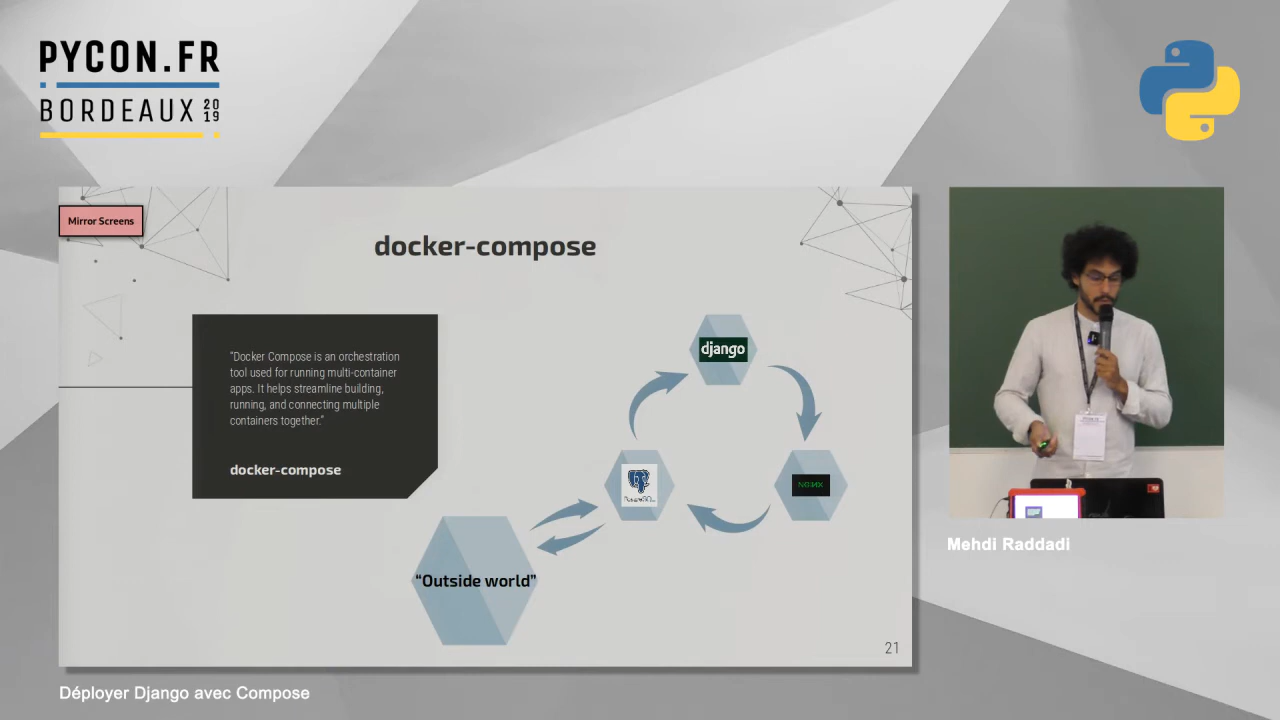 PYCON.FR
BORDEAUX 2019
Mirror Screens
docker-compose
“Docker Compose is an orchestration
tool used for running multi-container
apps. It helps streamline building,
running, and connecting multiple
containers together.”
docker-compose
django
NGINX
“Outside world”
21
Mehdi Raddadi
Déployer Django avec Compose